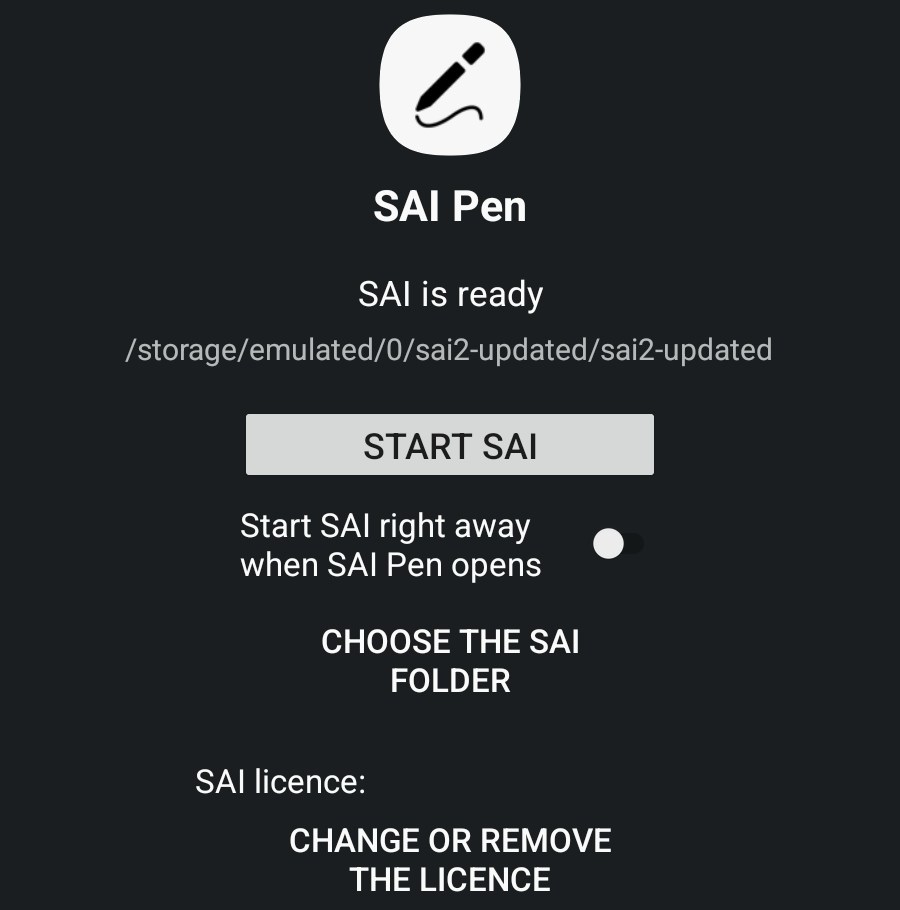 SAI Pen
SAI is ready
/storage/emulated/0/sai2-updated/sai2-updated
START SAI
Start SAI right away
when SAI Pen opens
CHOOSE THE SAI
FOLDER
SAI licence:
CHANGE OR REMOVE
THE LICENCE